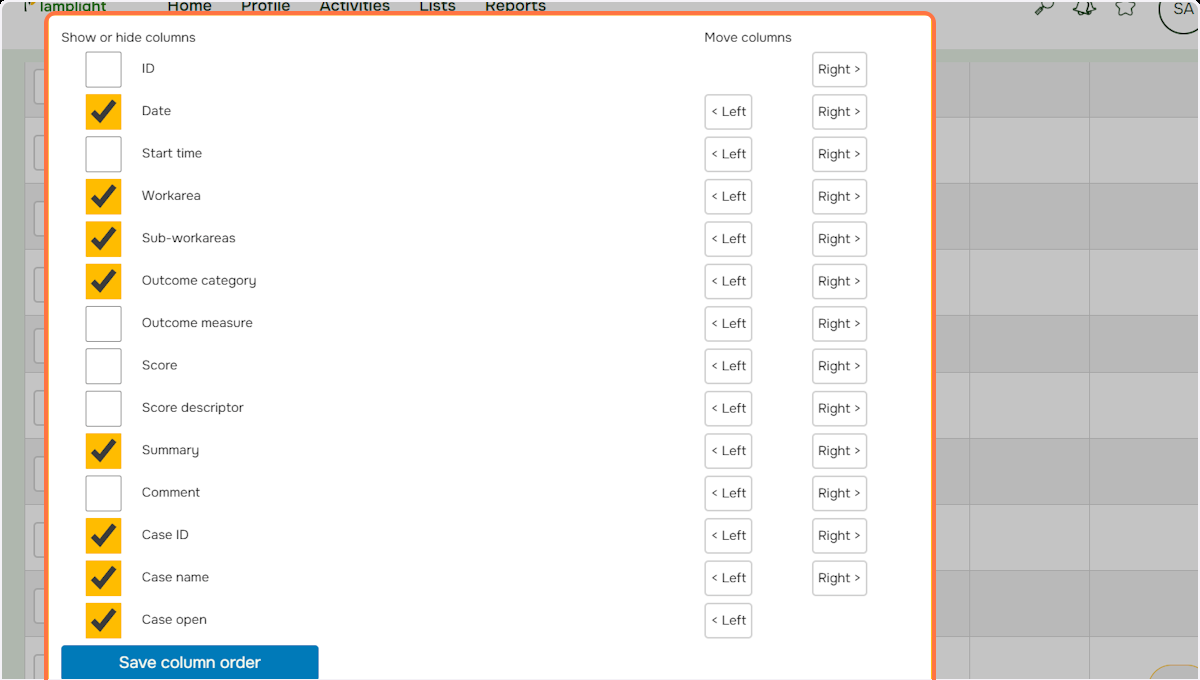 lamplight Home Profile Activities Lists Reports SA
Show or hide columns Move columns
ID Right >
Date < Left Right >
Start time < Left Right >
Workarea < Left Right >
Sub-workareas < Left Right >
Outcome category < Left Right >
Outcome measure < Left Right >
Score < Left Right >
Score descriptor < Left Right >
Summary < Left Right >
Comment < Left Right >
Case ID < Left Right >
Case name < Left Right >
Case open < Left
Save column order